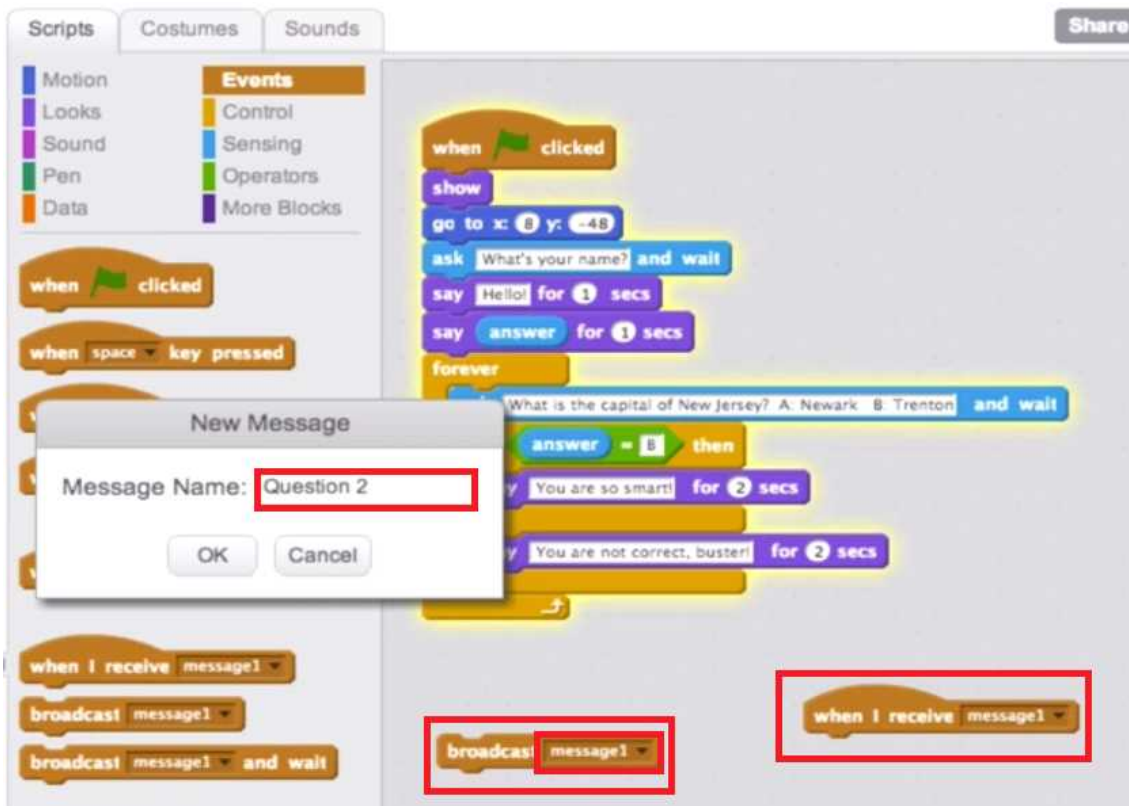 Scripts Costumes Sounds Share
Motion Events
Looks Control
Sound Sensing
Pen Operators
Data More Blocks
when clicked
when space key pressed
when clicked
show
go to x: 8 y: -48
ask What's your name? and wait
say Hello! for 1 secs
say answer for 1 secs
forever
What is the capital of New Jersey? A: Newark B: Trenton and wait
answer = B then
You are so smart! for 2 secs
You are not correct, buster! for 2 secs
New Message
Message Name: Question 2
OK Cancel
when I receive message1
broadcast message1
broadcast message1 and wait
broadcast message1
when I receive message1